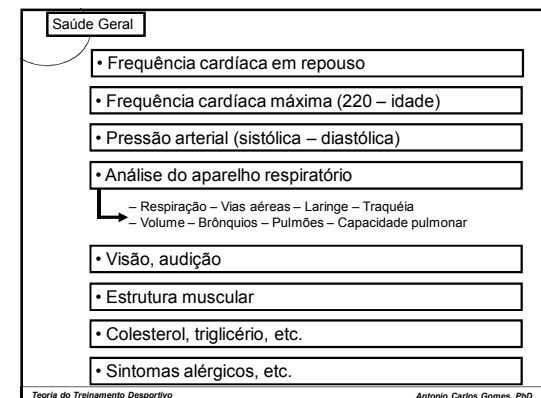 Saúde Geral
• Frequência cardíaca em repouso
• Frequência cardíaca máxima (220 – idade)
• Pressão arterial (sistólica – diastólica)
• Análise do aparelho respiratório
– Respiração – Vias aéreas – Laringe – Traquéia
– Volume – Brônquios – Pulmões – Capacidade pulmonar
• Visão, audição
• Estrutura muscular
• Colesterol, triglicério, etc.
• Sintomas alérgicos, etc.
Teoria do Treinamento Desportivo Antonio Carlos Gomes, PhD